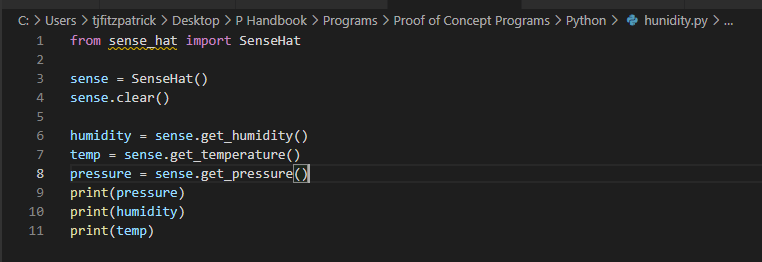 C: > Users > tjfitzpatrick > Desktop > P Handbook > Programs > Proof of Concept Programs > Python > hunidity.py > ...
1 from sense_hat import SenseHat
2
3 sense = SenseHat()
4 sense.clear()
5
6 humidity = sense.get_humidity()
7 temp = sense.get_temperature()
8 pressure = sense.get_pressure()
9 print(pressure)
10 print(humidity)
11 print(temp)